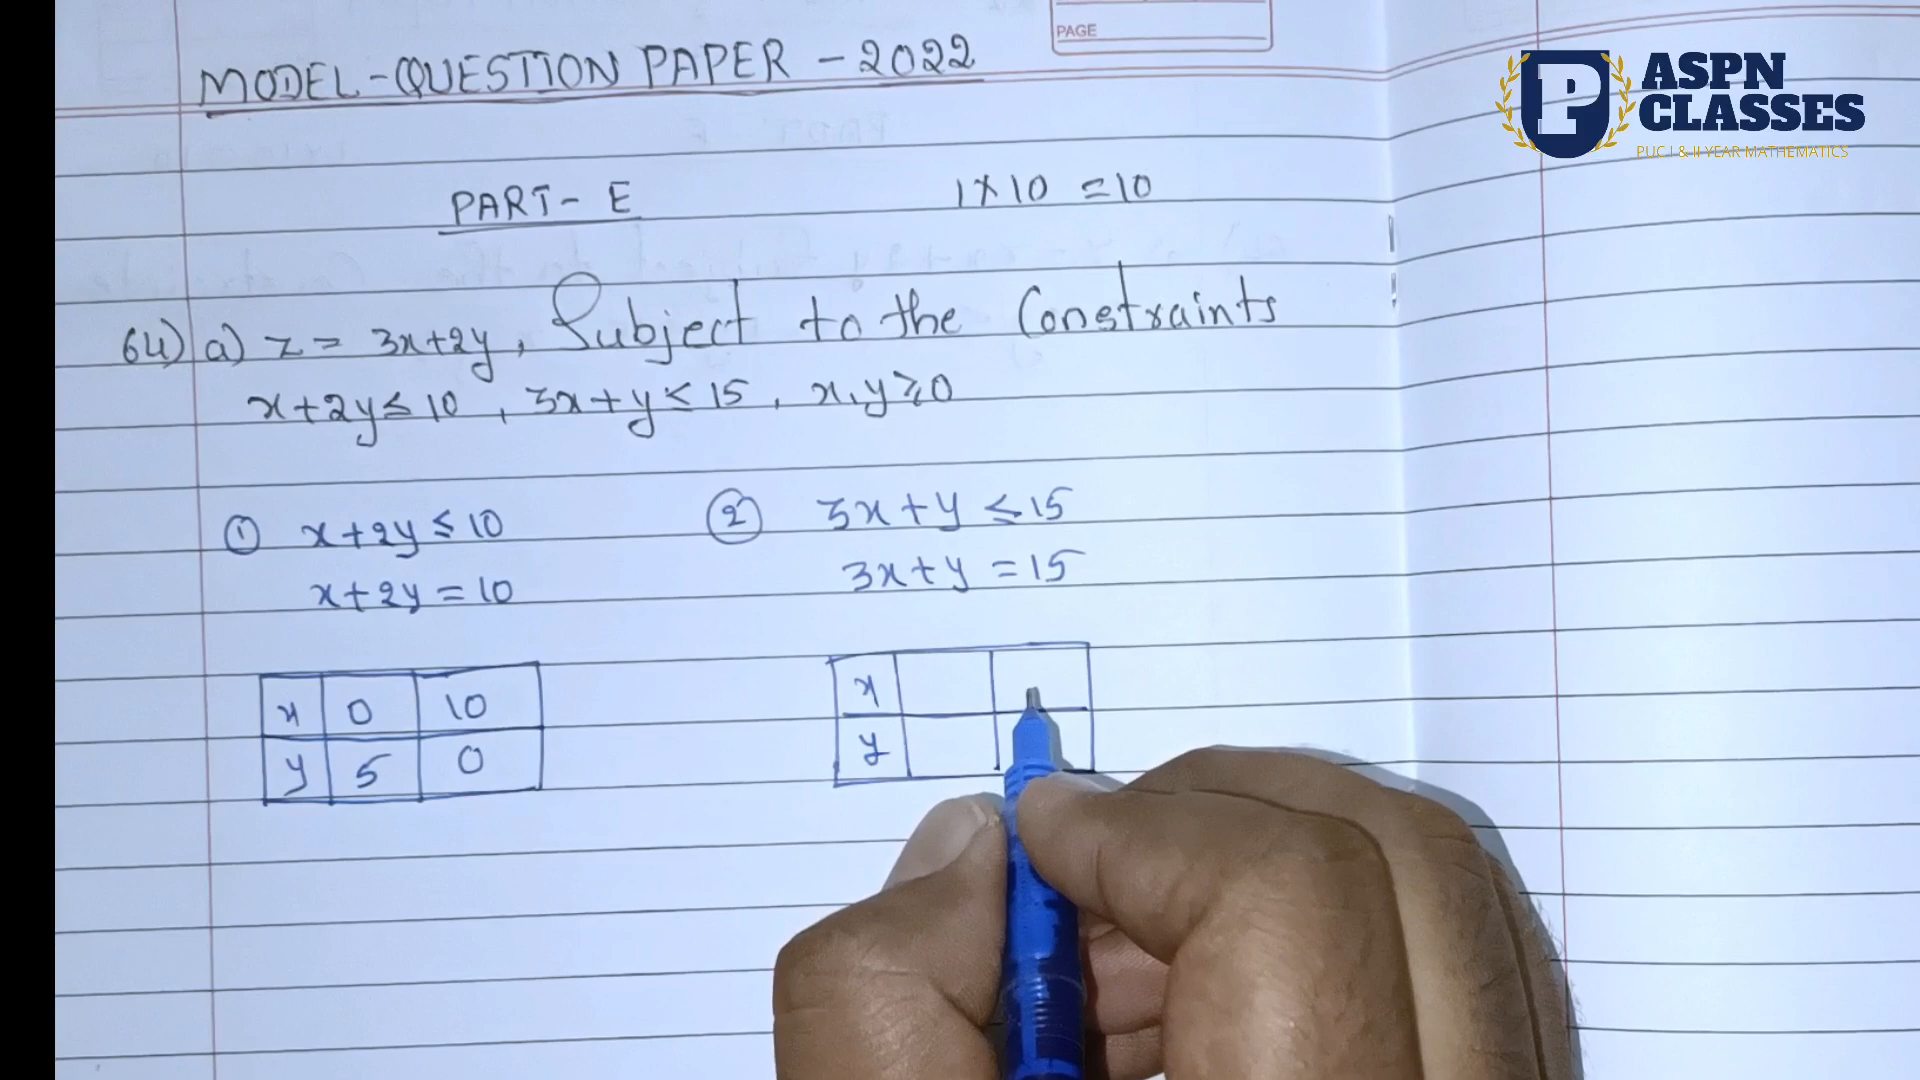 PAGE
MODEL-QUESTION PAPER - 2022
ASPN
CLASSES
PUC I & II YEAR MATHEMATICS
PART- E 1×10 = 10
64) a) z = 3x+2y, Subject to the Constraints
x+2y≤10, 3x+y≤15, x,y≥0
① x+2y≤10 ② 3x+y≤15
x+2y=10 3x+y=15
x 0 10 x
y 5 0 y